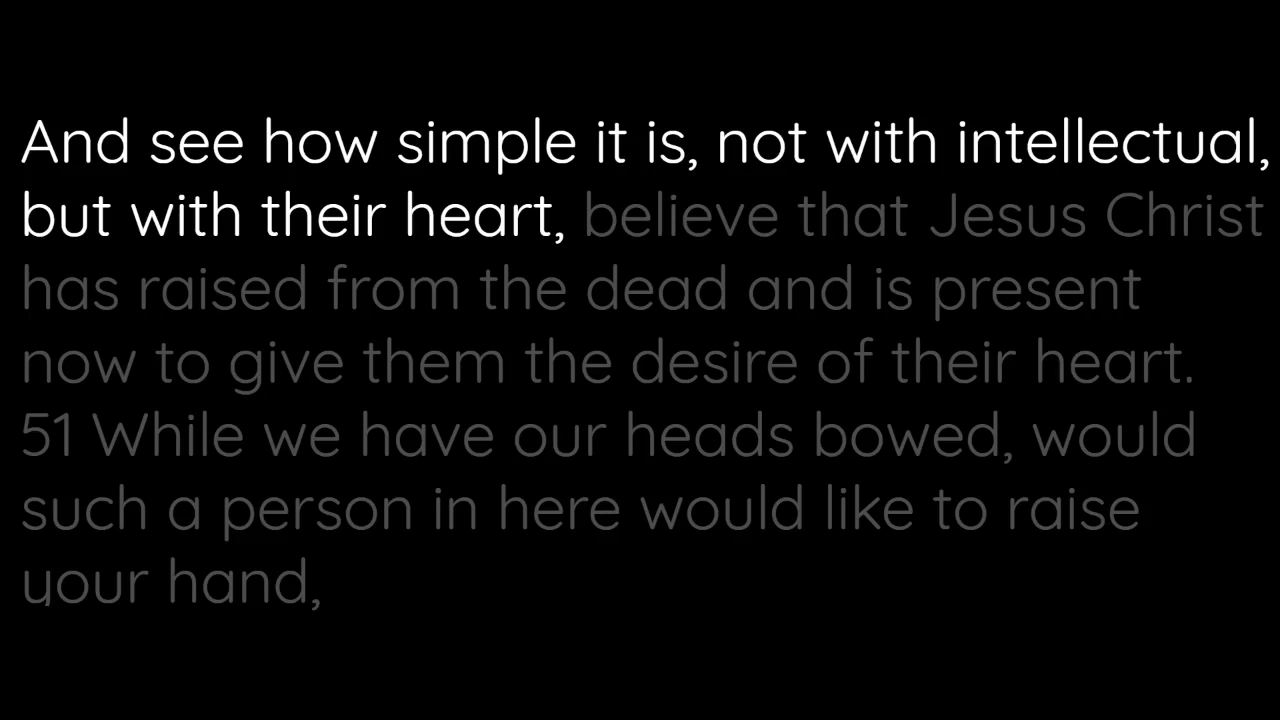 And see how simple it is, not with intellectual,
but with their heart, believe that Jesus Christ
has raised from the dead and is present
now to give them the desire of their heart.
51 While we have our heads bowed, would
such a person in here would like to raise
your hand,